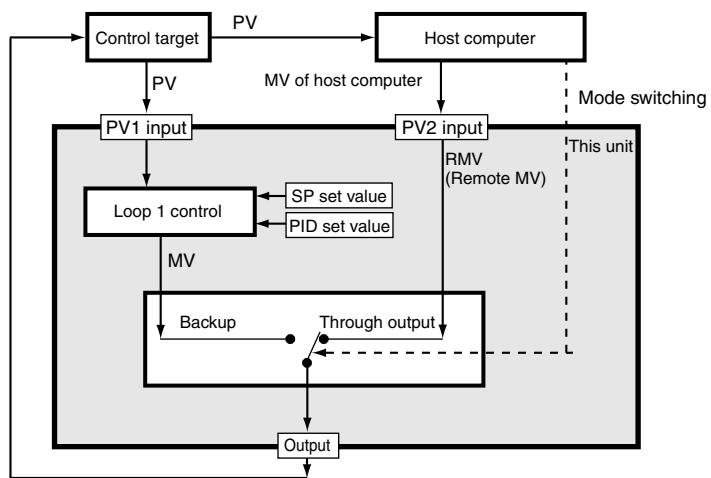 PV
Control target
Host computer
PV
MV of host computer
Mode switching
PV1 input
PV2 input
This unit
RMV
(Remote MV)
SP set value
Loop 1 control
PID set value
MV
Backup
Through output
Output